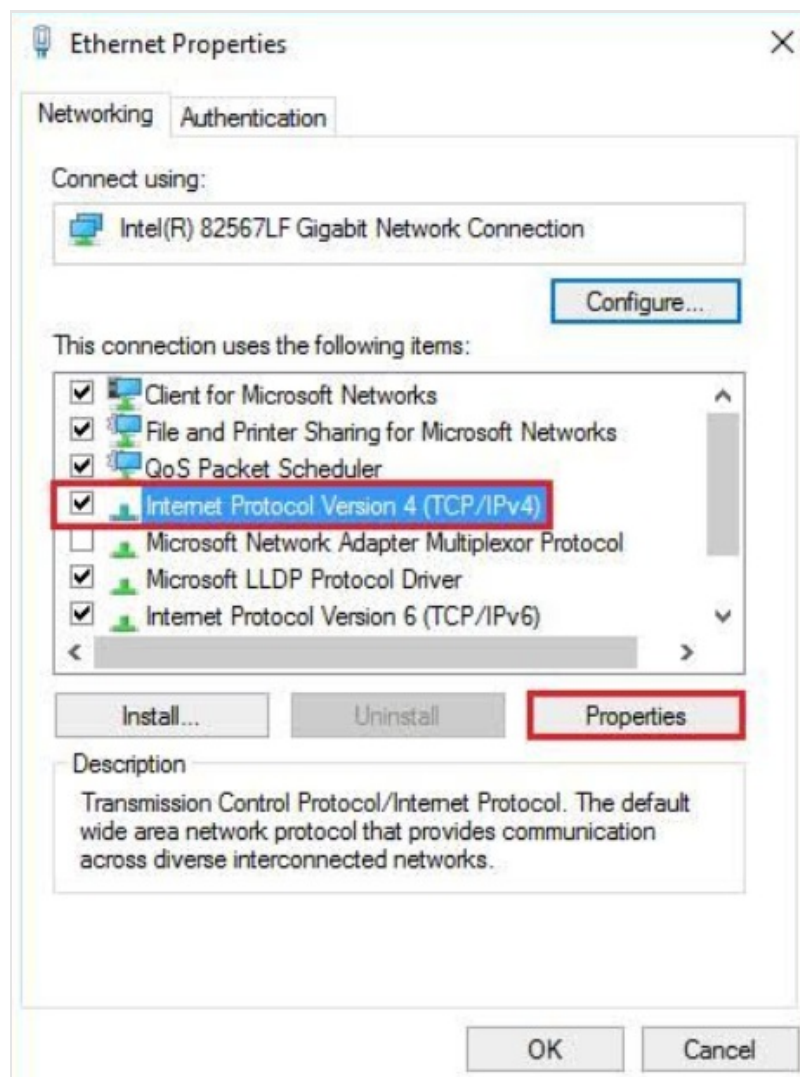 Ethernet Properties
Networking
Authentication
Connect using:
Intel(R) 82567LF Gigabit Network Connection
Configure...
This connection uses the following items:
Client for Microsoft Networks
File and Printer Sharing for Microsoft Networks
QoS Packet Scheduler
Internet Protocol Version 4 (TCP/IPv4)
Microsoft Network Adapter Multiplexor Protocol
Microsoft LLDP Protocol Driver
Internet Protocol Version 6 (TCP/IPv6)
Install...
Uninstall
Properties
Description
Transmission Control Protocol/Internet Protocol. The default
wide area network protocol that provides communication
across diverse interconnected networks.
OK
Cancel